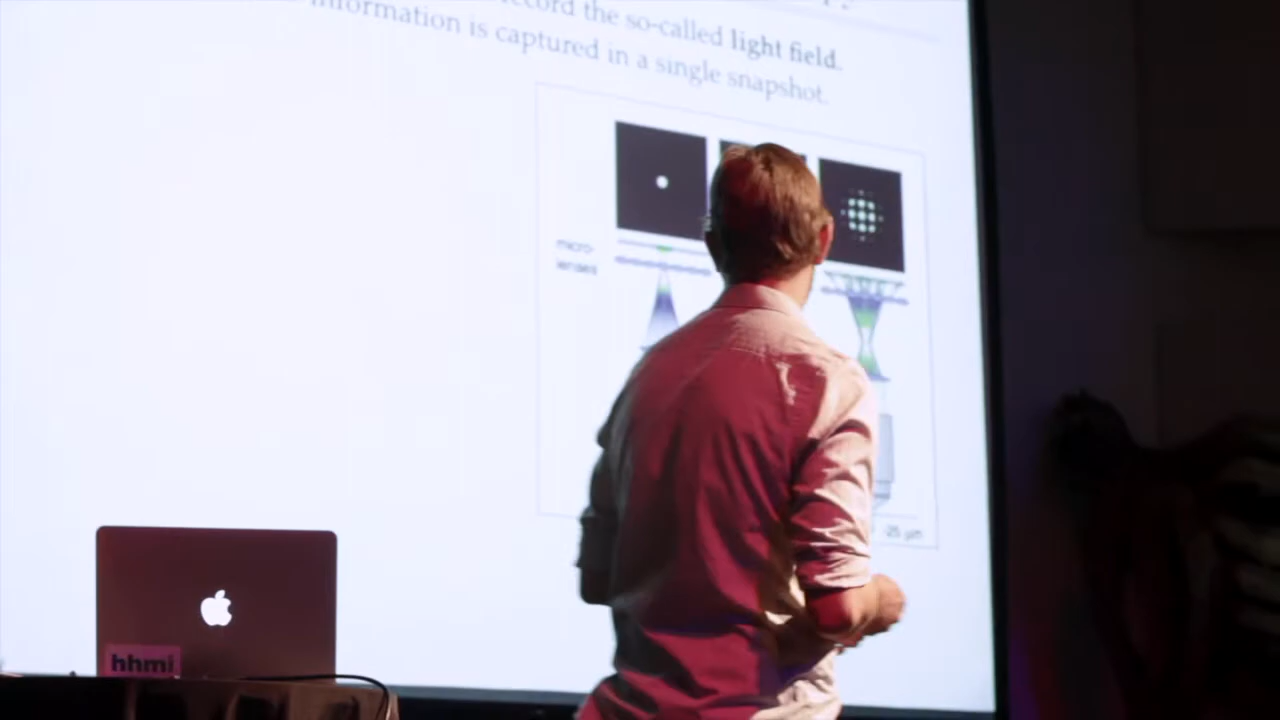 record the so-called light field.
information is captured in a single snapshot.
micro-
lenses
-25 µm
hhmi